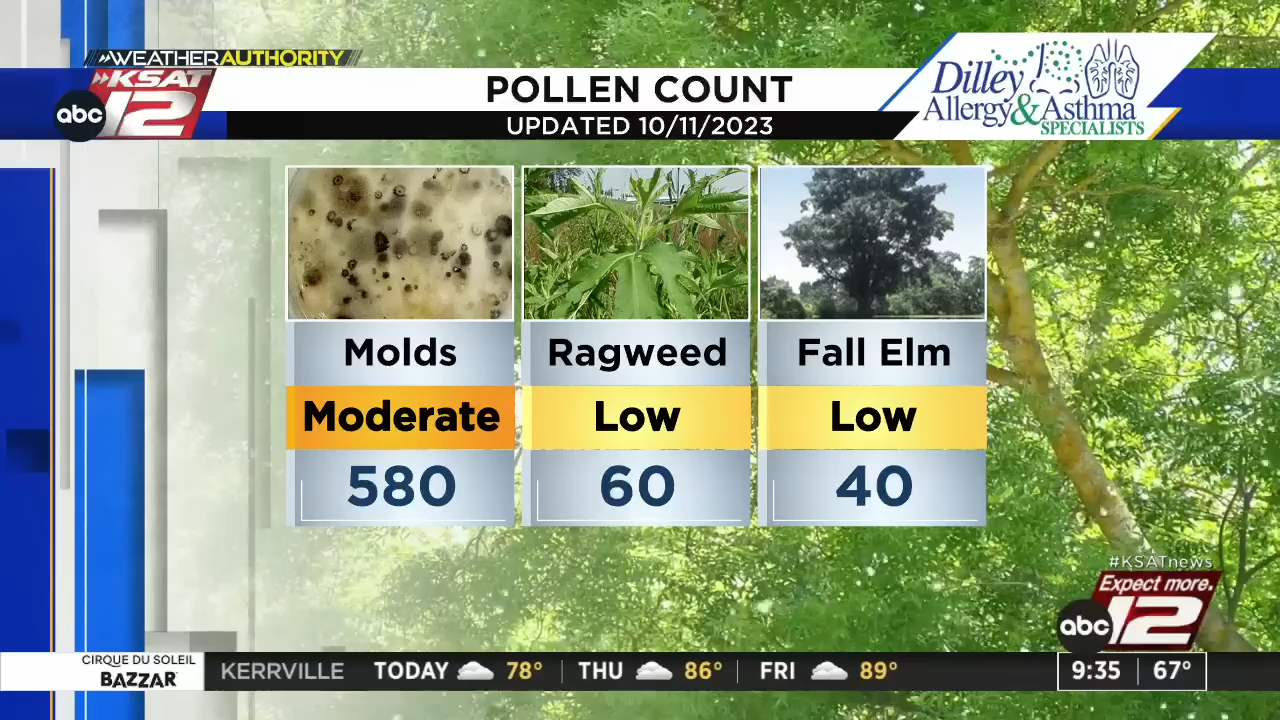 WEATHERAUTHORITY
KSAT
abc 12
POLLEN COUNT
UPDATED 10/11/2023
Dilley
Allergy&Asthma
SPECIALISTS
Molds
Moderate
580
Ragweed
Low
60
Fall Elm
Low
40
#KSATnews
Expect more.
abc 12
CIRQUE DU SOLEIL
BAZZAR
KERRVILLE TODAY 78° THU 86° FRI 89°
9:35 67°